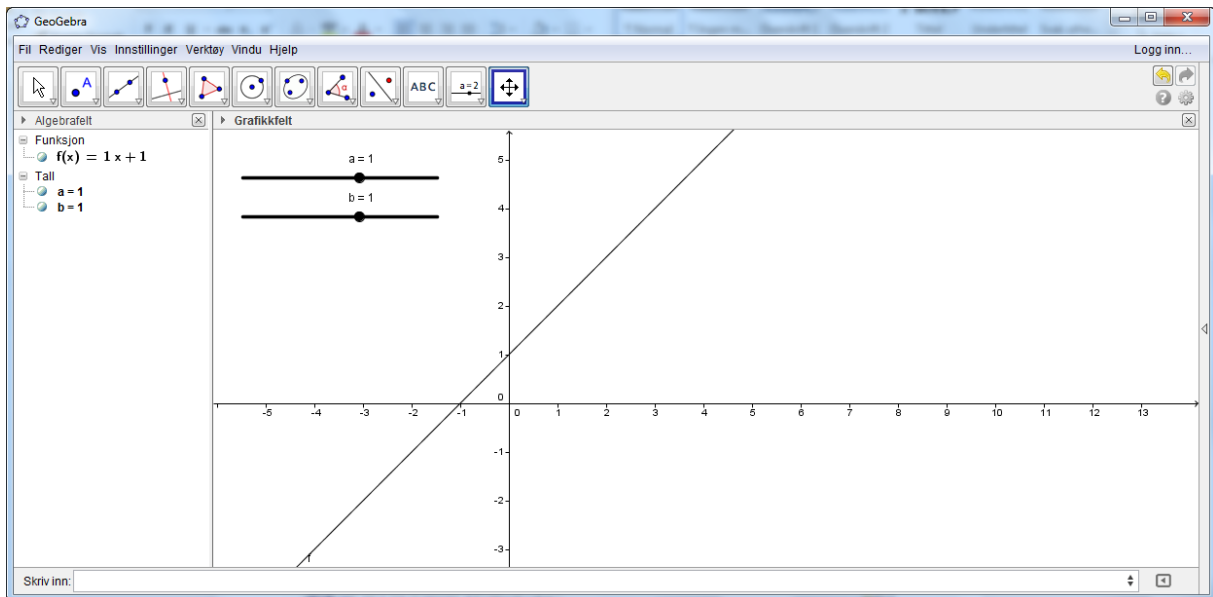 GeoGebra
Fil Rediger Vis Innstillinger Verktøy Vindu Hjelp
Logg inn...
A
α
ABC
a=2
Algebrafelt
Grafikkfelt
Funksjon
f(x) = 1 x + 1
Tall
a = 1
b = 1
a = 1
b = 1
5
4
3
2
1
0
-5 -4 -3 -2 -1 0 1 2 3 4 5 6 7 8 9 10 11 12 13
-1
-2
-3
f
Skriv inn: